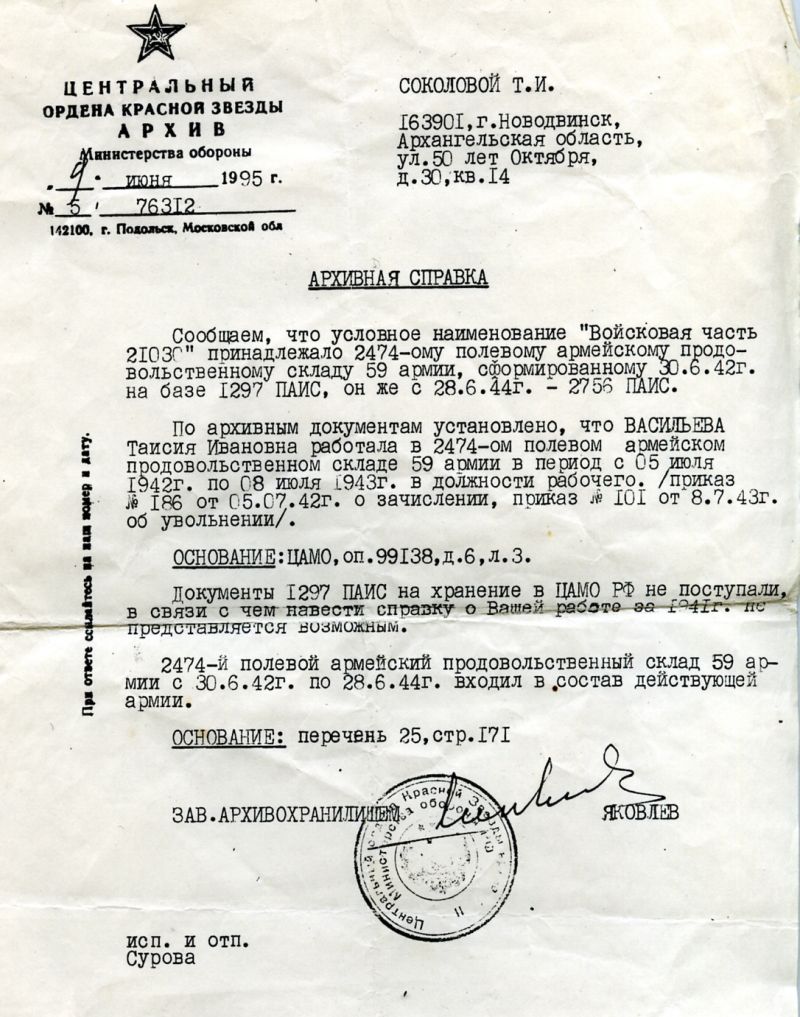 ЦЕНТРАЛЬНЫЙ
ОРДЕНА КРАСНОЙ ЗВЕЗДЫ
АРХИВ
Министерства обороны
"9" июня 1995 г.
№ 5/ 76312
142100, г. Подольск, Московской обл
СОКОЛОВОЙ Т.И.
163901,г.Новодвинск,
Архангельская область,
ул.50 лет Октября,
д.30,кв.14
АРХИВНАЯ СПРАВКА
Сообщаем, что условное наименование "Войсковая часть
21030" принадлежало 2474-ому полевому армейскому продо-
вольственному складу 59 армии, сформированному 30.6.42г.
на базе 1297 ПАИС, он же с 28.6.44г. - 2756 ПАИС.
По архивным документам установлено, что ВАСИЛЬЕВА
Таисия Ивановна работала в 2474-ом полевом армейском
продовольственном складе 59 армии в период с 05 июля
1942г. по 08 июля 1943г. в должности рабочего. /приказ
№ 186 от 05.07.42г. о зачислении, приказ № 101 от 8.7.43г.
об увольнении/.
ОСНОВАНИЕ:ЦАМО,оп.99138,д.6,л.3.
Документы 1297 ПАИС на хранение в ЦАМО РФ не поступали,
в связи с чем навести справку о Вашей работе за 1941г. не
представляется возможным.
2474-й полевой армейский продовольственный склад 59 ар-
мии с 30.6.42г. по 28.6.44г. входил в состав действующей
армии.
ОСНОВАНИЕ: перечень 25,стр.171
ЗАВ.АРХИВОХРАНИЛИЩЕМ ЯКОВЛЕВ
Центральный Красной Звезды
Министерства обороны
исп. и отп.
Сурова
При ответе ссылайтесь на наш номер и дату.